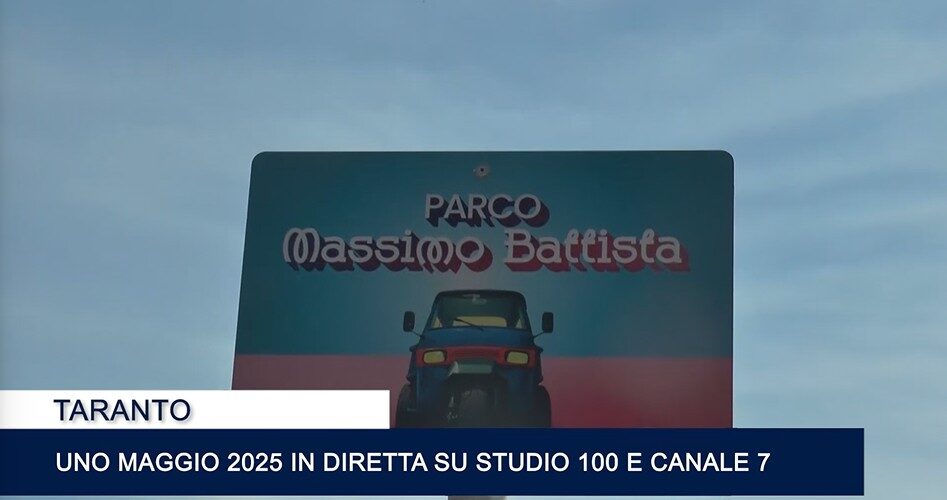 PARCO
Massimo Battista
TARANTO
UNO MAGGIO 2025 IN DIRETTA SU STUDIO 100 E CANALE 7